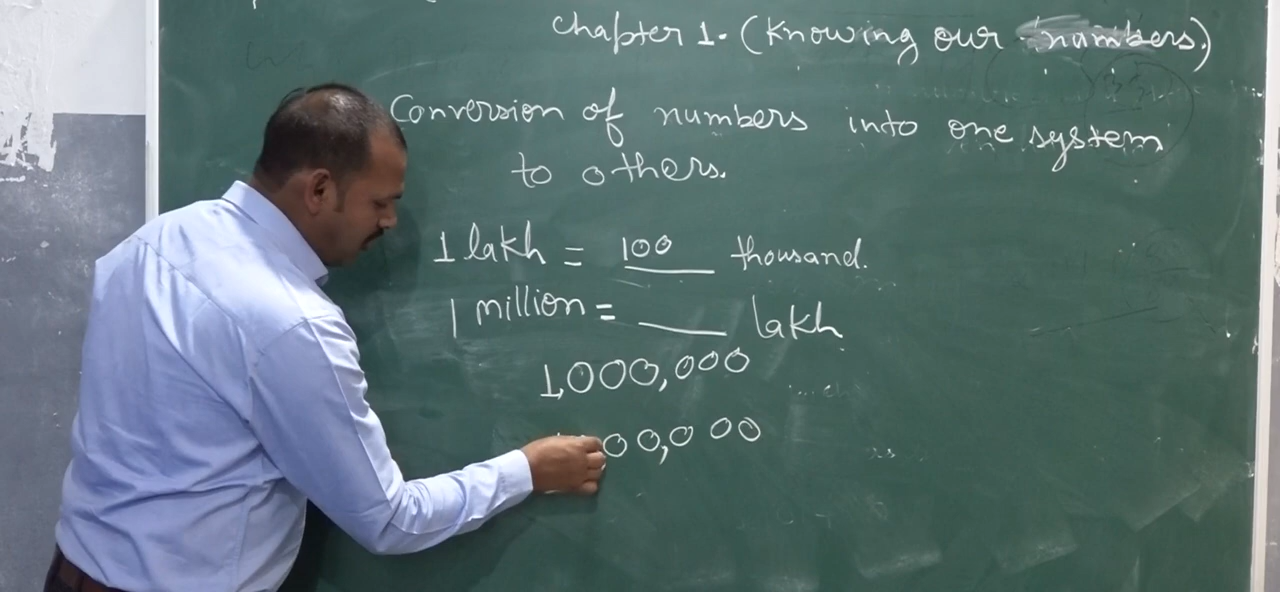 Chapter 1. (Knowing our numbers.)
Conversion of numbers into one system
to others.
1 lakh = 100 thousand.
1 million = ___ lakh
1,000,000
00,000